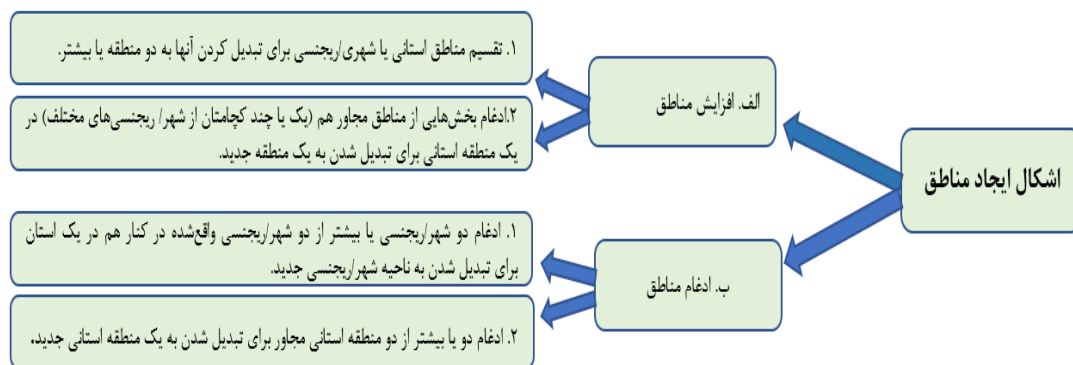 اشکال ایجاد مناطق
الف. افزایش مناطق
۱. تقسیم مناطق استانی یا شهری/ریجنسی برای تبدیل کردن آنها به دو منطقه یا بیشتر.
۲.ادغام بخش‌هایی از مناطق مجاور هم (یک یا چند کچامتان از شهر/ ریجنسی‌های مختلف) در
یک منطقه استانی برای تبدیل شدن به یک منطقه جدید.
ب. ادغام مناطق
۱. ادغام دو شهر/ریجنسی یا بیشتر از دو شهر/ریجنسی واقع‌شده در کنار هم در یک استان
برای تبدیل شدن به ناحیه شهر/ریجنسی جدید.
۲. ادغام دو یا بیشتر از دو منطقه استانی مجاور برای تبدیل شدن به یک منطقه استانی جدید.